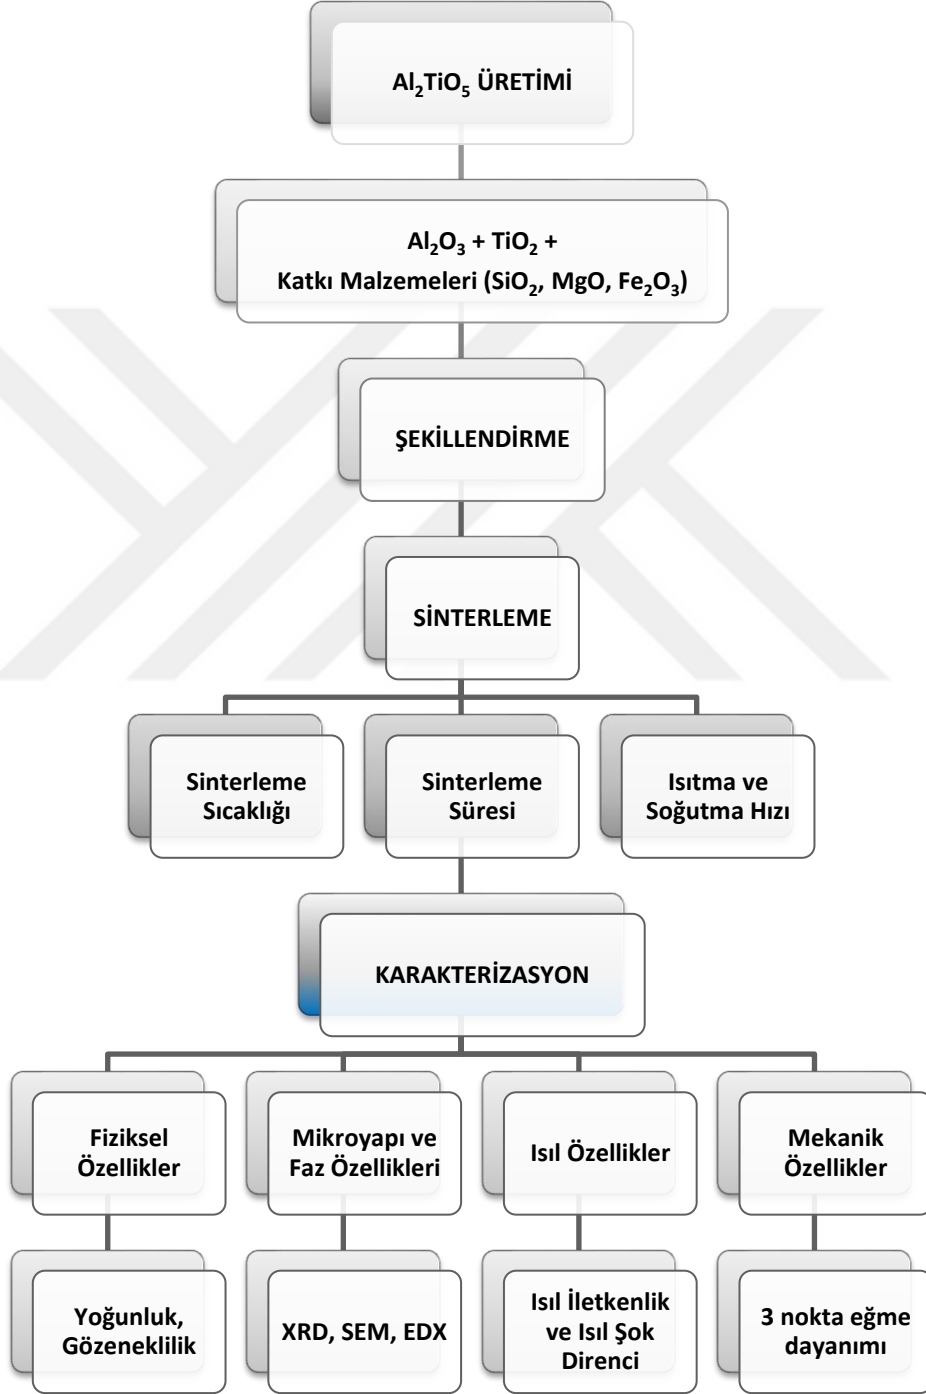 Al₂TiO₅ ÜRETİMİ
Al₂O₃ + TiO₂ +
Katkı Malzemeleri (SiO₂, MgO, Fe₂O₃)
ŞEKİLLENDİRME
SİNTERLEME
Sinterleme
Sıcaklığı
Sinterleme
Süresi
Isıtma ve
Soğutma Hızı
KARAKTERİZASYON
Fiziksel
Özellikler
Mikroyapı ve
Faz Özellikleri
Isıl Özellikler
Mekanik
Özellikler
Yoğunluk,
Gözeneklilik
XRD, SEM, EDX
Isıl İletkenlik
ve Isıl Şok
Direnci
3 nokta eğme
dayanımı